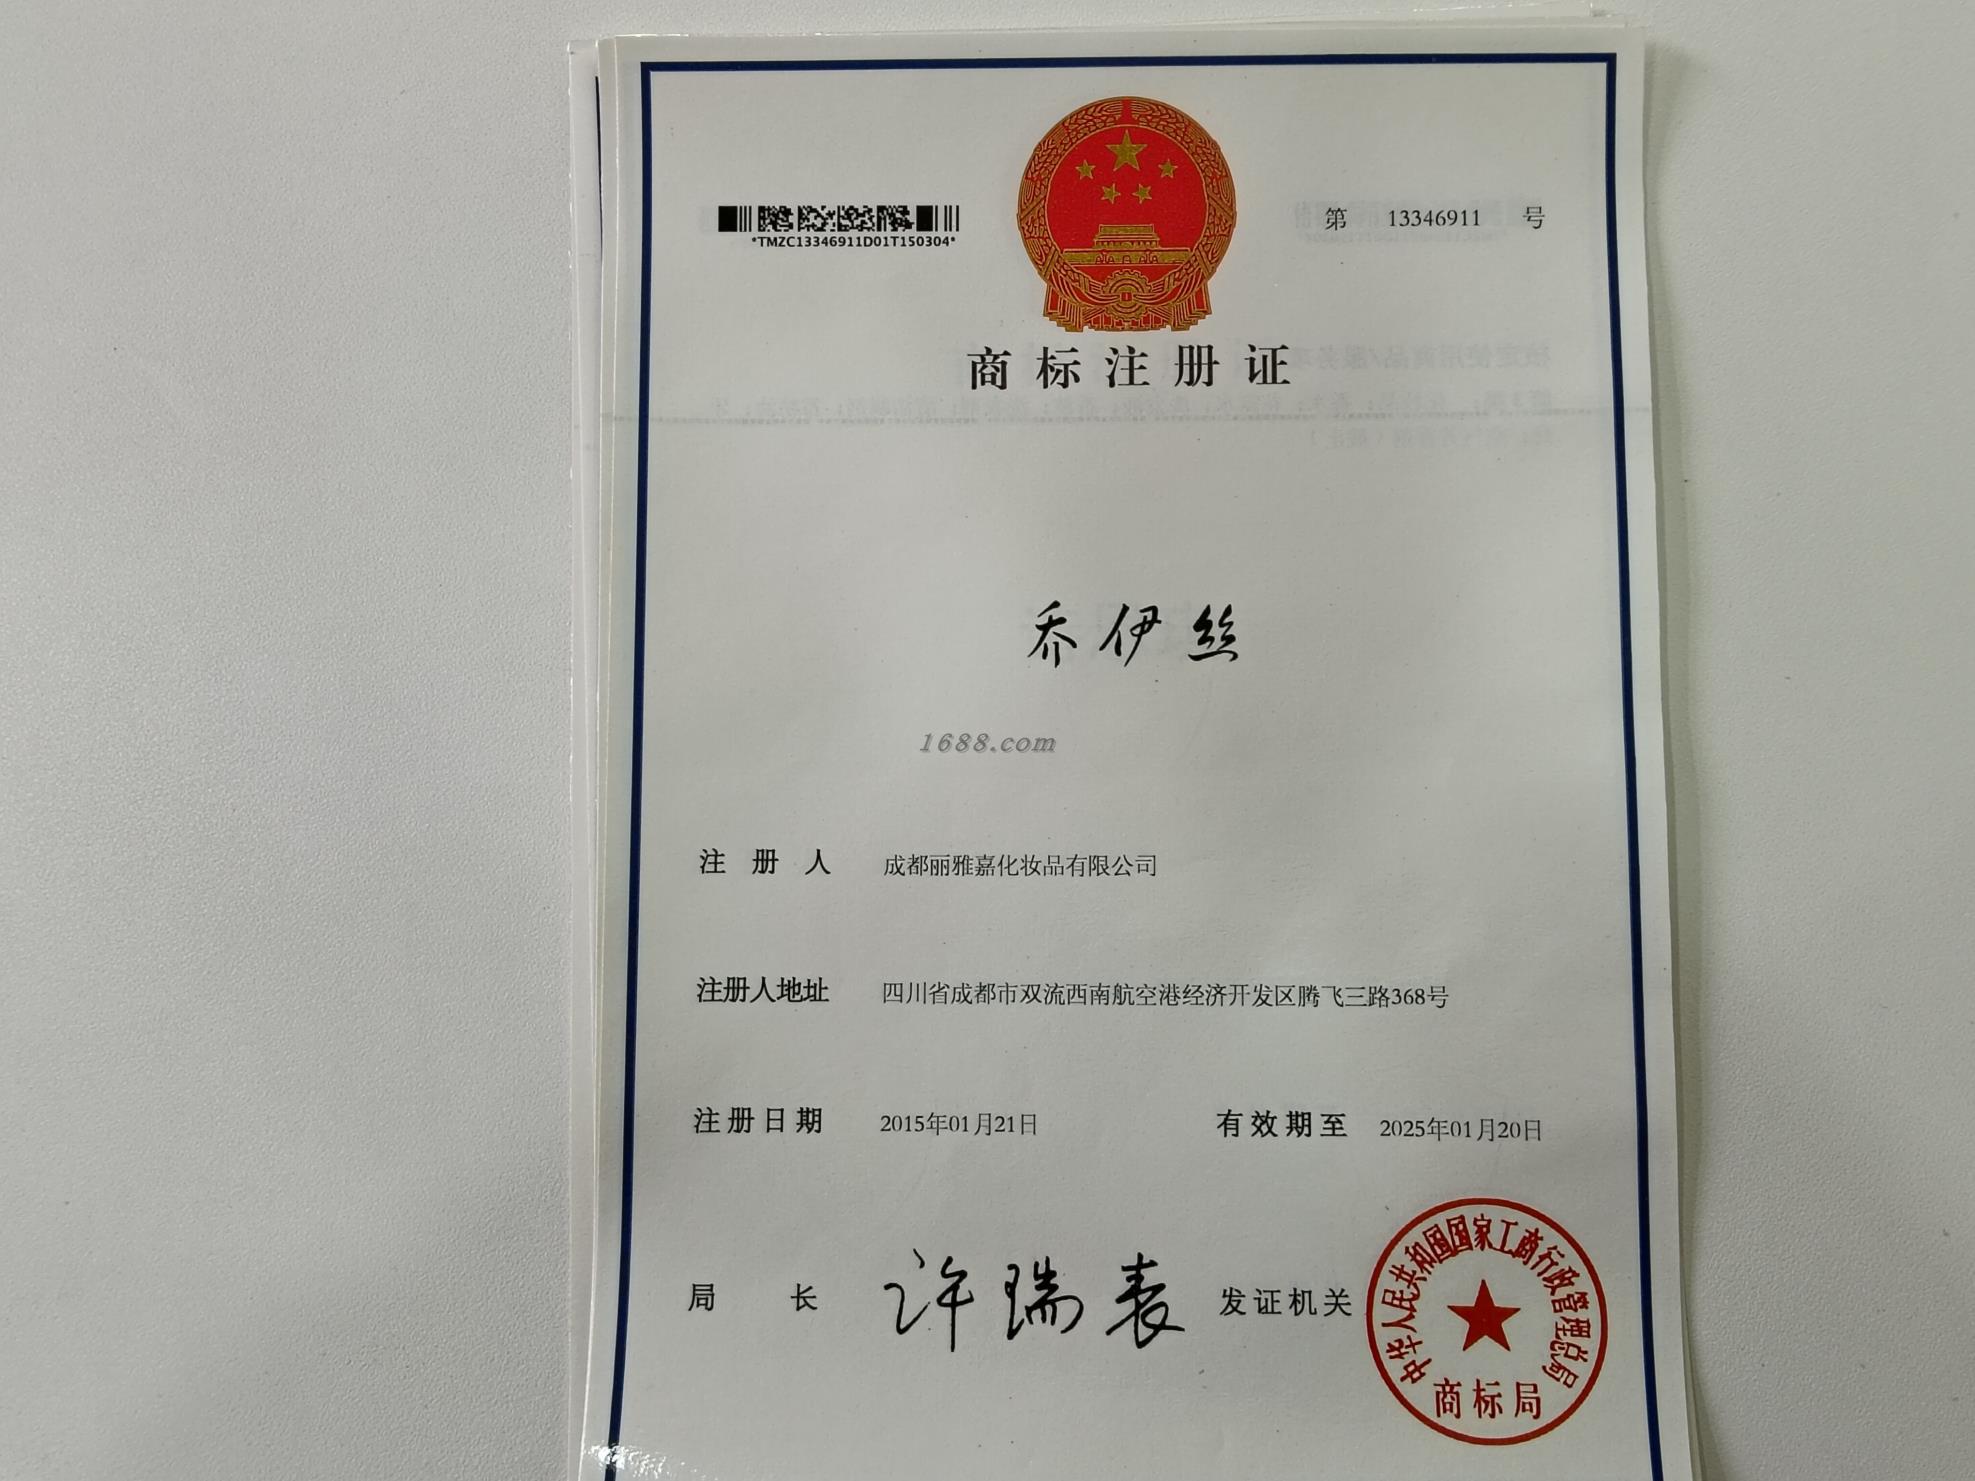 *TMZC13346911D01T150304*
第 13346911 号
商标注册证
乔伊丝
1688.com
注册人 成都丽雅嘉化妆品有限公司
注册人地址 四川省成都市双流西南航空港经济开发区腾飞三路368号
注册日期 2015年01月21日 有效期至 2025年01月20日
局长 许瑞表 发证机关
中华人民共和国国家工商行政管理总局
商标局